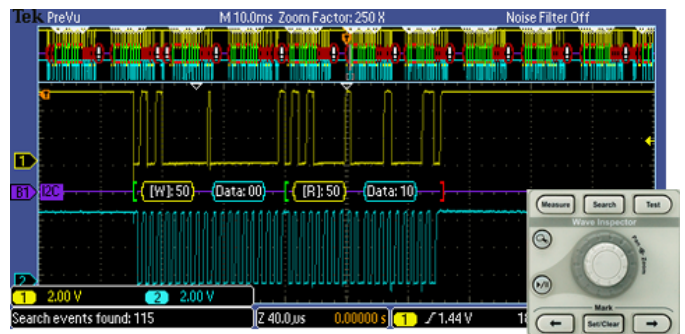 Tek PreVu M 10.0ms Zoom Factor: 250 X Noise Filter Off
1
B1 I2C [W]: 50 Data: 00 [R]: 50 Data: 10
2
1 2.00 V 2 2.00 V
Search events found: 115 Z 40.0µs 0.00000 s 1 1.44 V
Measure Search Test
Wave Inspector
Pan Zoom
Mark
← Set/Clear →